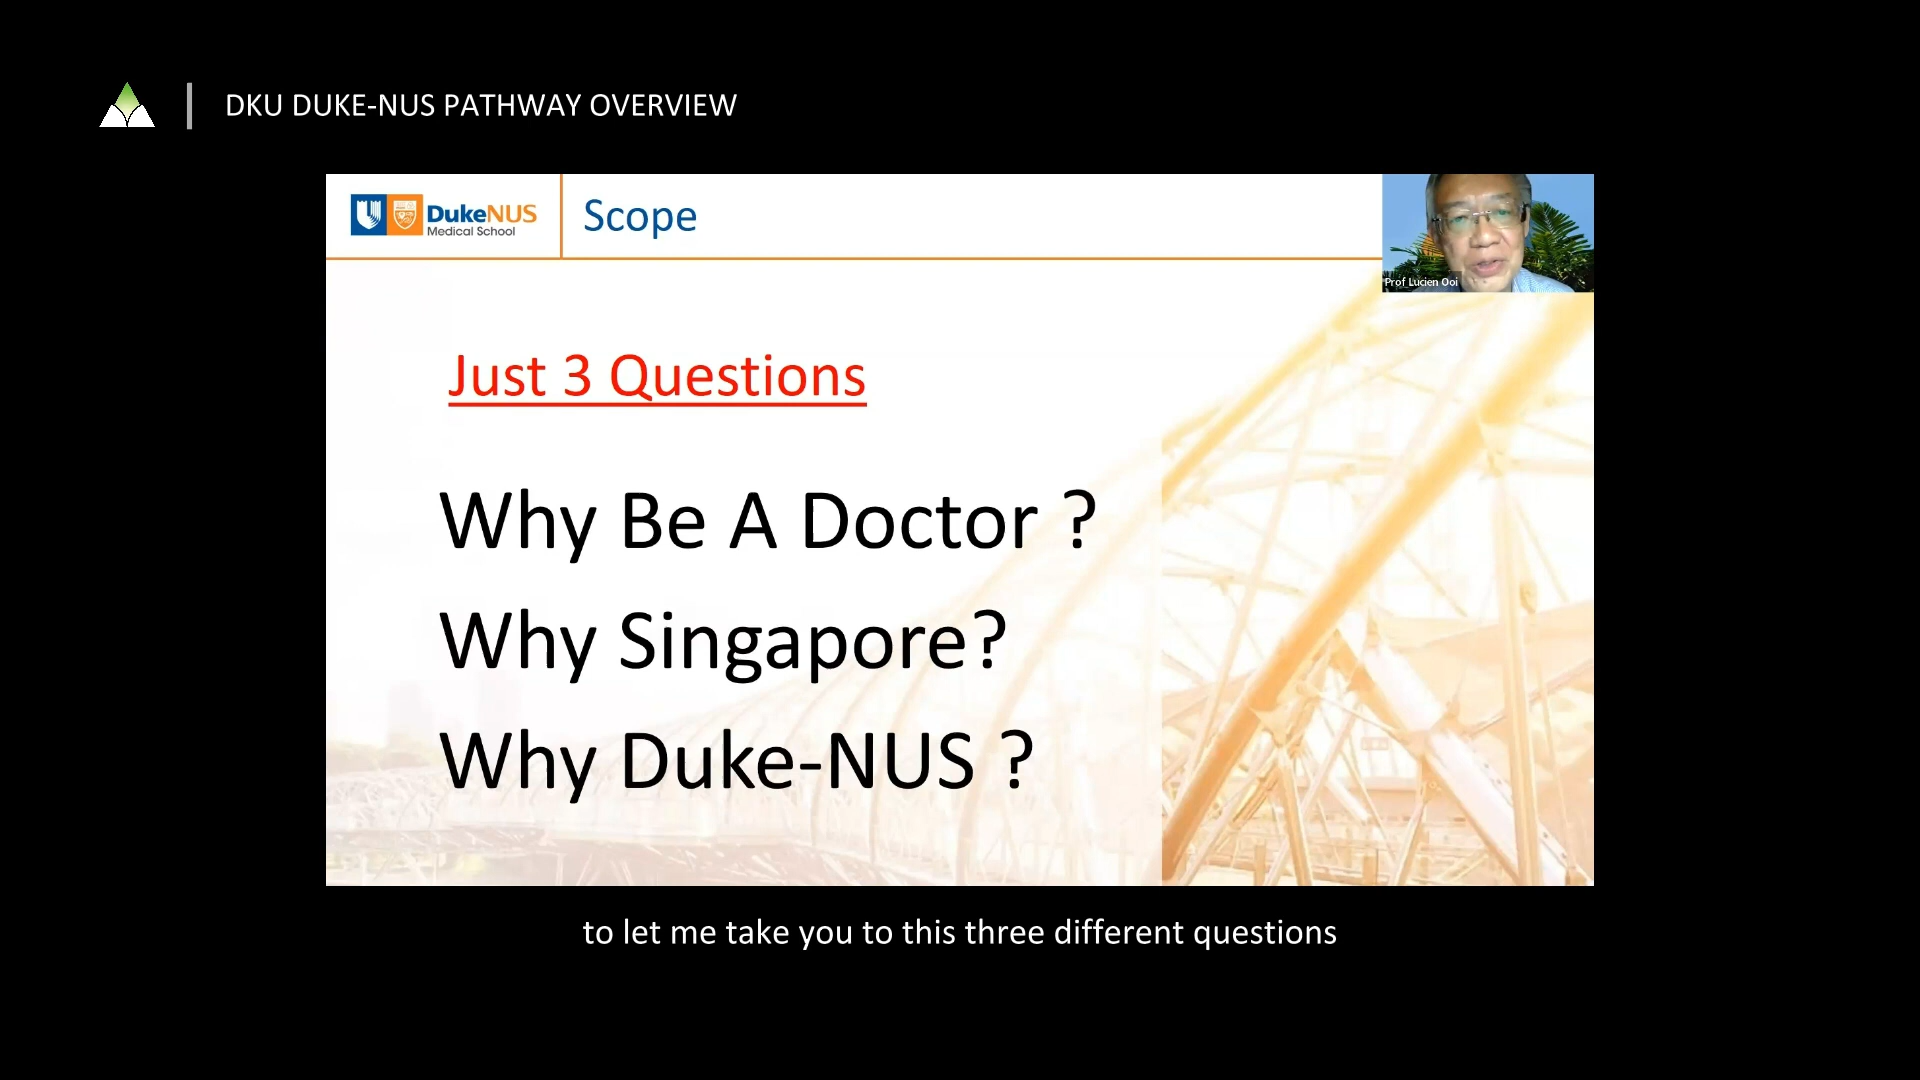 DKU DUKE-NUS PATHWAY OVERVIEW
DukeNUS
Medical School
Scope
Prof Lucien Ooi
Just 3 Questions
Why Be A Doctor ?
Why Singapore?
Why Duke-NUS ?
to let me take you to this three different questions